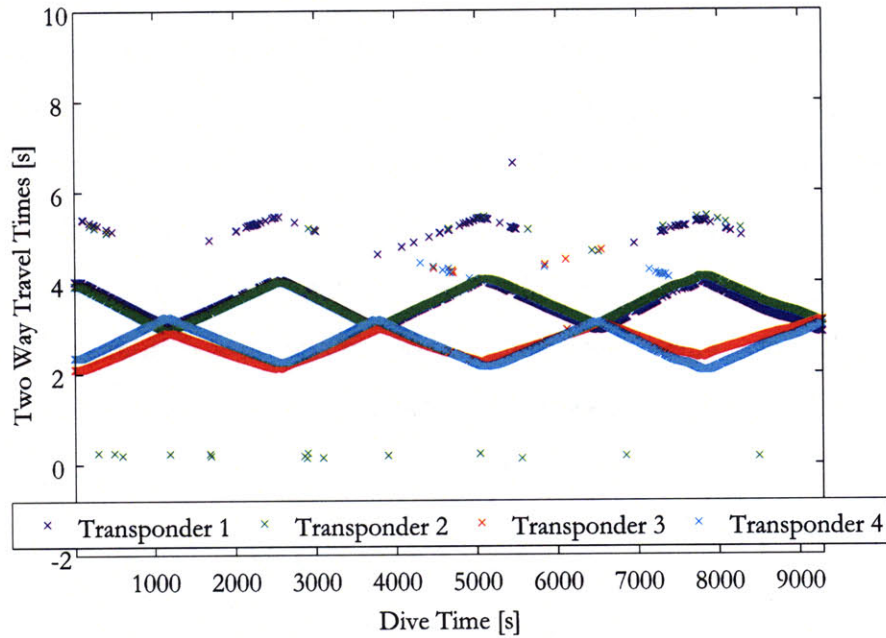 10
8
6
4
2
0
-2
Two Way Travel Times [s]
× Transponder 1 × Transponder 2 × Transponder 3 × Transponder 4
1000 2000 3000 4000 5000 6000 7000 8000 9000
Dive Time [s]